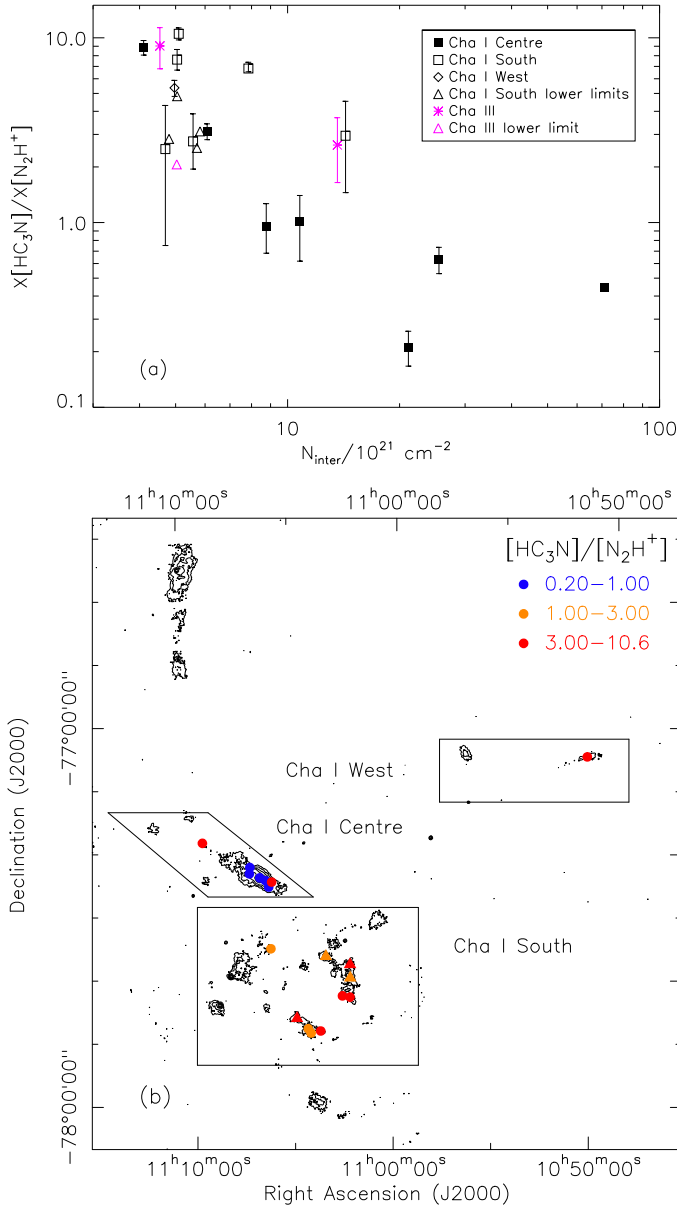 X[HC₃N]/X[N₂H⁺]
10.0
1.0
0.1
Cha I Centre
Cha I South
Cha I West
Cha I South lower limits
Cha III
Cha III lower limit
(a)
10
100
N_inter/10²¹ cm⁻²
11ʰ10ᵐ00ˢ
11ʰ00ᵐ00ˢ
10ʰ50ᵐ00ˢ
[HC₃N]/[N₂H⁺]
0.20−1.00
1.00−3.00
3.00−10.6
Declination (J2000)
−77°00'00''
Cha I West
Cha I Centre
Cha I South
−78°00'00''
(b)
11ʰ10ᵐ00ˢ
11ʰ00ᵐ00ˢ
10ʰ50ᵐ00ˢ
Right Ascension (J2000)